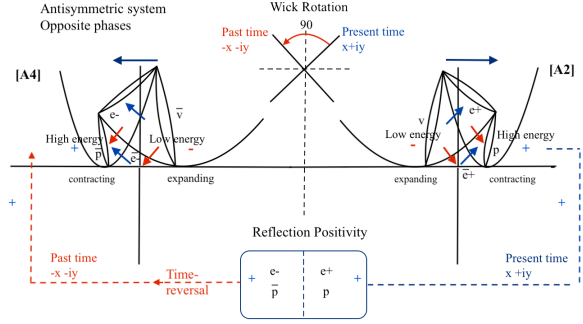 Antisymmetric system
Opposite phases
Wick Rotation
90
Past time
-x -iy
Present time
x+iy
[A4]
[A2]
e-
v̅
v
e+
High energy
Low energy
Low energy
High energy
+
p̅
e̅-
-
-
e̅+
p
+
contracting
expanding
expanding
contracting
+
+
Reflection Positivity
Past time
-x -iy
Time-
reversal
+
e-
e+
+
p̅
p
Present time
x +iy